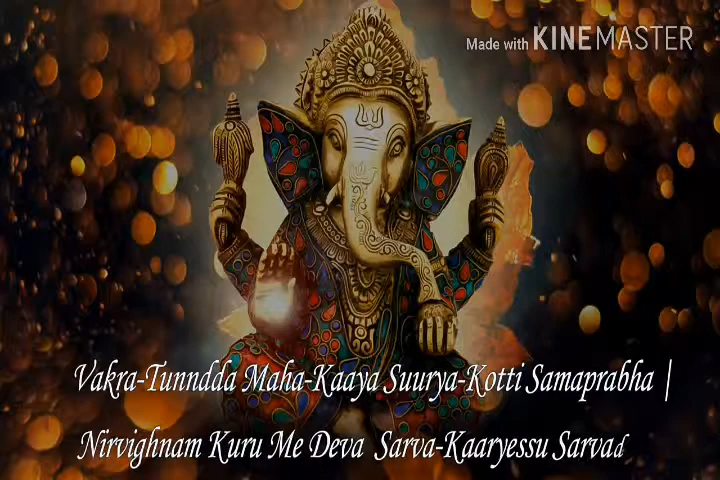 Made with KINEMASTER
Vakra-Tunndda Maha-Kaaya Suurya-Kotti Samaprabha |
Nirvighnam Kuru Me Deva Sarva-Kaaryessu Sarvad